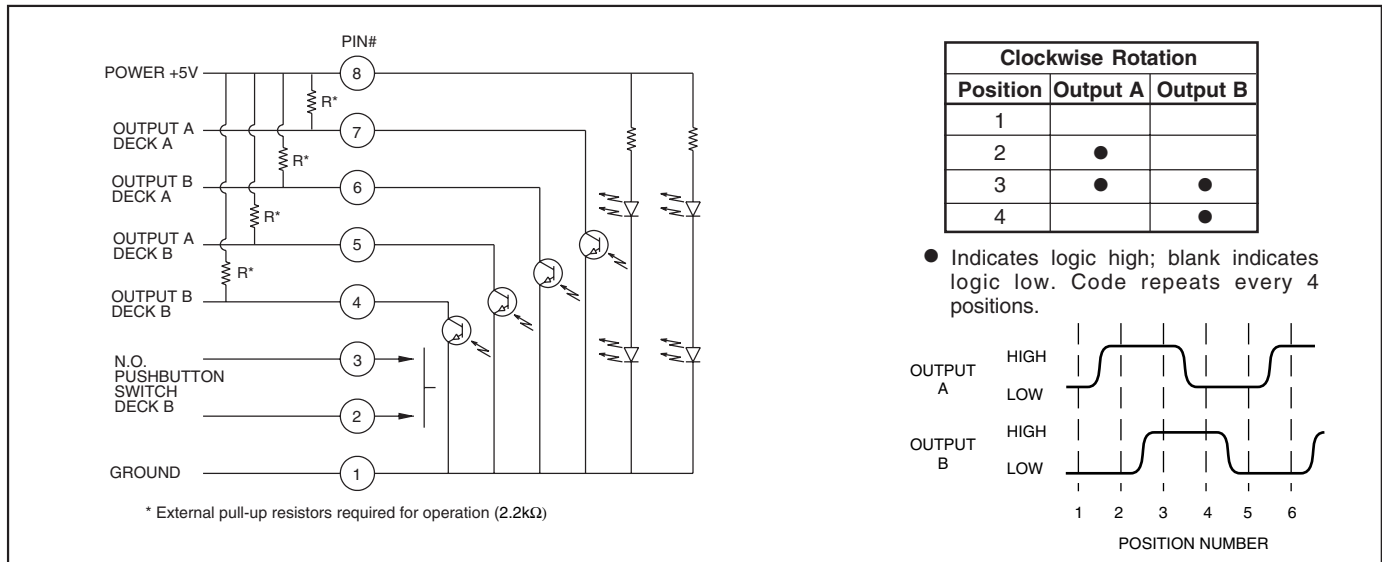 PIN#
POWER +5V 8
R*
OUTPUT A
DECK A
7
R*
OUTPUT B
DECK A
6
R*
OUTPUT A
DECK B
5
R*
OUTPUT B
DECK B
4
N.O.
PUSHBUTTON
SWITCH
DECK B
3
2
GROUND 1
* External pull-up resistors required for operation (2.2kΩ)
Clockwise Rotation
Position Output A Output B
1
2 ●
3 ● ●
4 ●
● Indicates logic high; blank indicates
logic low. Code repeats every 4
positions.
OUTPUT
A
HIGH
LOW
OUTPUT
B
HIGH
LOW
1 2 3 4 5 6
POSITION NUMBER